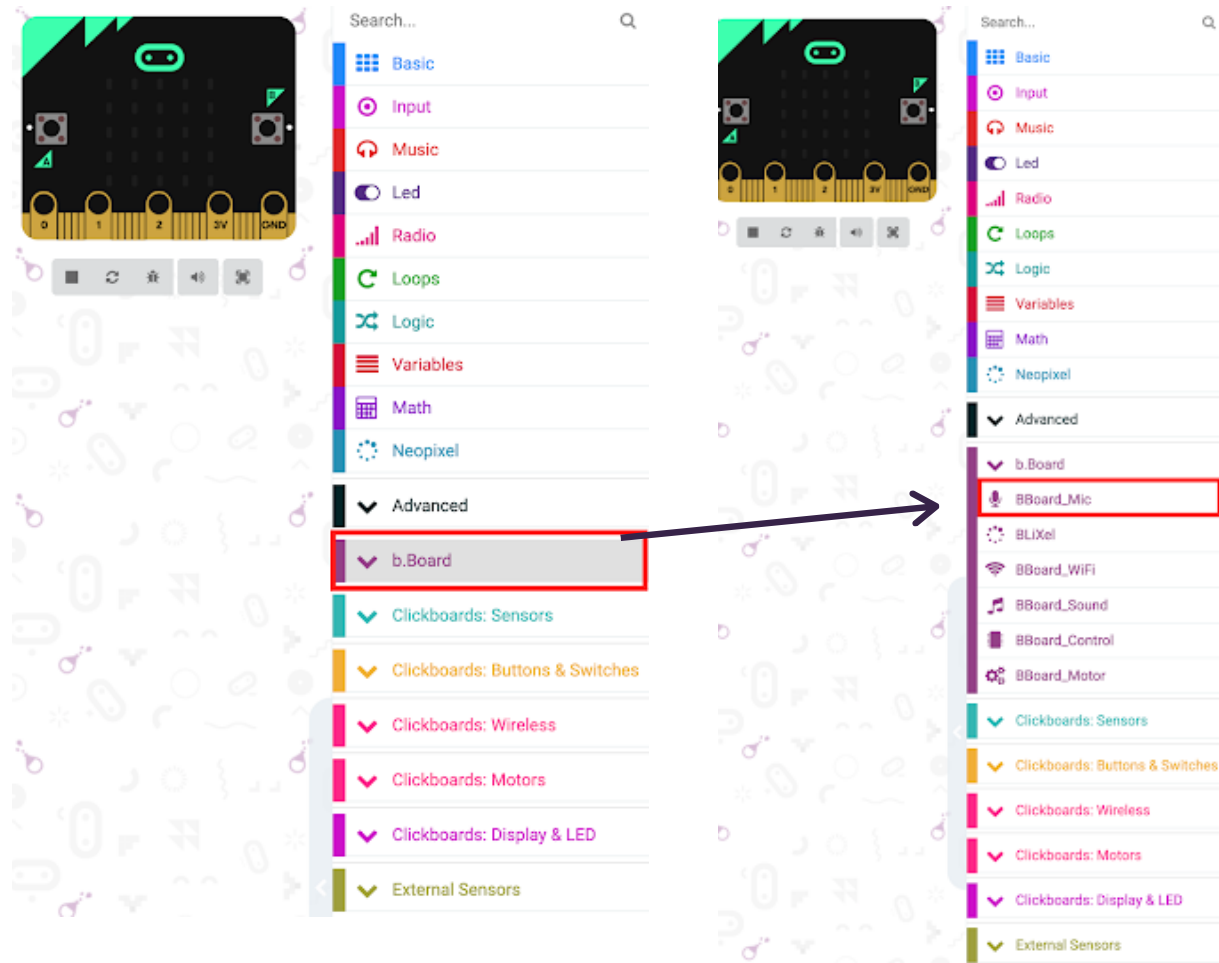 A
B
0
1
2
3V
GND
Search...
Basic
Input
Music
Led
Radio
Loops
Logic
Variables
Math
Neopixel
Advanced
b.Board
Clickboards: Sensors
Clickboards: Buttons & Switches
Clickboards: Wireless
Clickboards: Motors
Clickboards: Display & LED
External Sensors
B
A
0
1
2
3V
GND
Search...
Basic
Input
Music
Led
Radio
Loops
Logic
Variables
Math
Neopixel
Advanced
b.Board
BBoard_Mic
BLiXel
BBoard_WiFi
BBoard_Sound
BBoard_Control
BBoard_Motor
Clickboards: Sensors
Clickboards: Buttons & Switches
Clickboards: Wireless
Clickboards: Motors
Clickboards: Display & LED
External Sensors